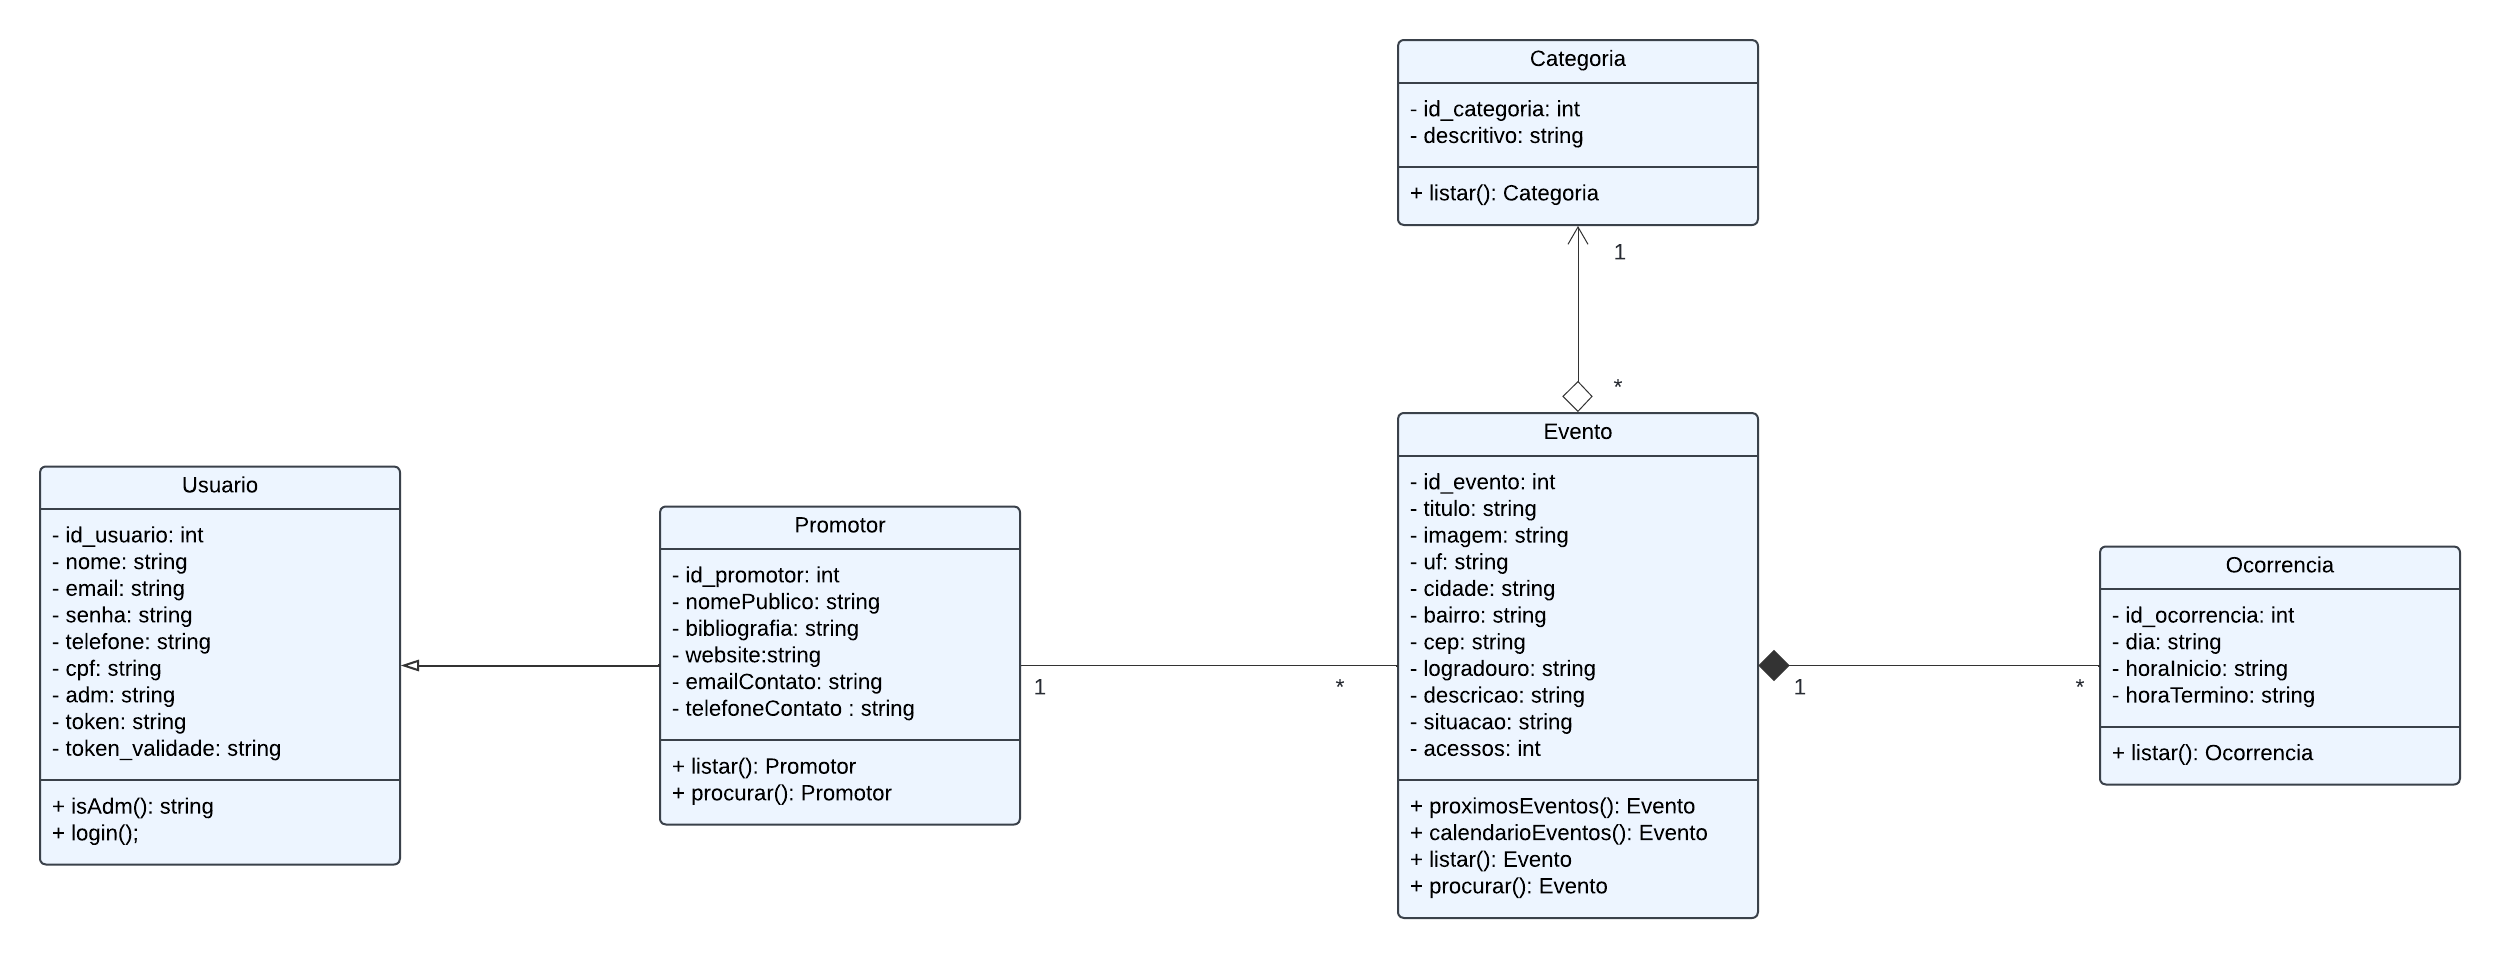 Categoria
- id_categoria: int
- descritivo: string
+ listar(): Categoria
1
*
Usuario
- id_usuario: int
- nome: string
- email: string
- senha: string
- telefone: string
- cpf: string
- adm: string
- token: string
- token_validade: string
+ isAdm(): string
+ login();
Promotor
- id_promotor: int
- nomePublico: string
- bibliografia: string
- website:string
- emailContato: string
- telefoneContato : string
+ listar(): Promotor
+ procurar(): Promotor
1
*
Evento
- id_evento: int
- titulo: string
- imagem: string
- uf: string
- cidade: string
- bairro: string
- cep: string
- logradouro: string
- descricao: string
- situacao: string
- acessos: int
+ proximosEventos(): Evento
+ calendarioEventos(): Evento
+ listar(): Evento
+ procurar(): Evento
1
*
Ocorrencia
- id_ocorrencia: int
- dia: string
- horaInicio: string
- horaTermino: string
+ listar(): Ocorrencia